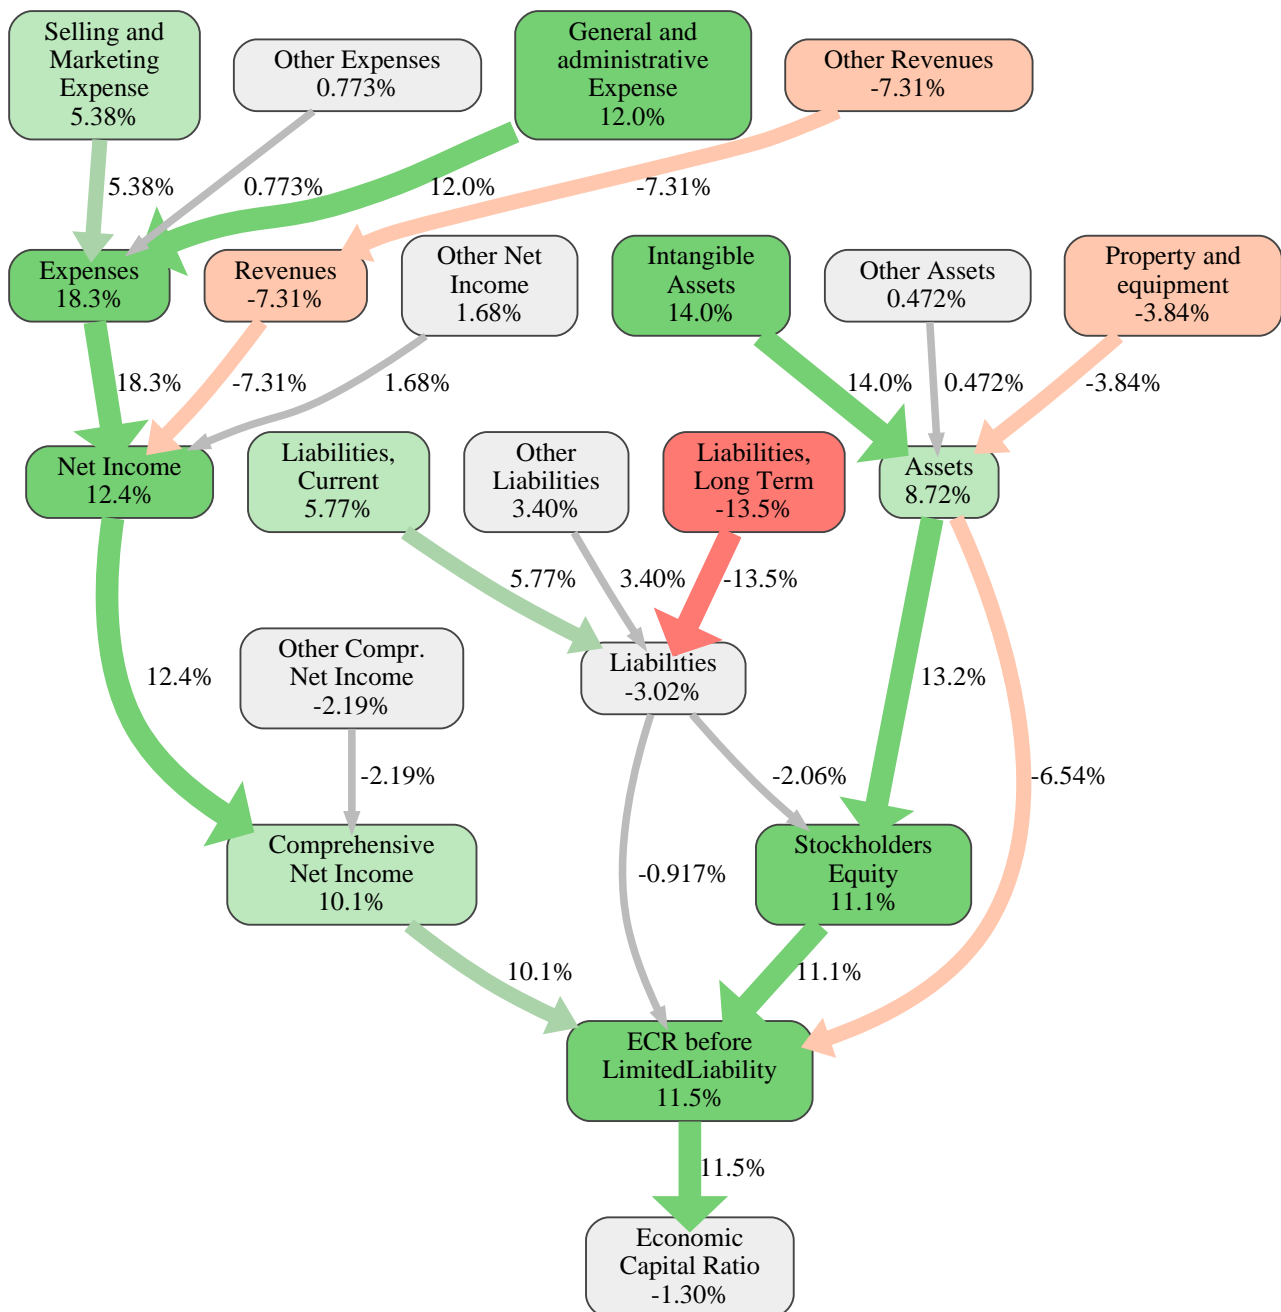 Selling and
Marketing
Expense
5.38%
Other Expenses
0.773%
General and
administrative
Expense
12.0%
Other Revenues
-7.31%
5.38%
0.773%
12.0%
-7.31%
Expenses
18.3%
Revenues
-7.31%
Other Net
Income
1.68%
Intangible
Assets
14.0%
Other Assets
0.472%
Property and
equipment
-3.84%
18.3%
-7.31%
1.68%
14.0%
0.472%
-3.84%
Net Income
12.4%
Liabilities,
Current
5.77%
Other
Liabilities
3.40%
Liabilities,
Long Term
-13.5%
Assets
8.72%
5.77%
3.40%
-13.5%
Other Compr.
Net Income
-2.19%
Liabilities
-3.02%
12.4%
13.2%
-2.19%
-2.06%
-6.54%
Comprehensive
Net Income
10.1%
-0.917%
Stockholders
Equity
11.1%
10.1%
11.1%
ECR before
LimitedLiability
11.5%
11.5%
Economic
Capital Ratio
-1.30%